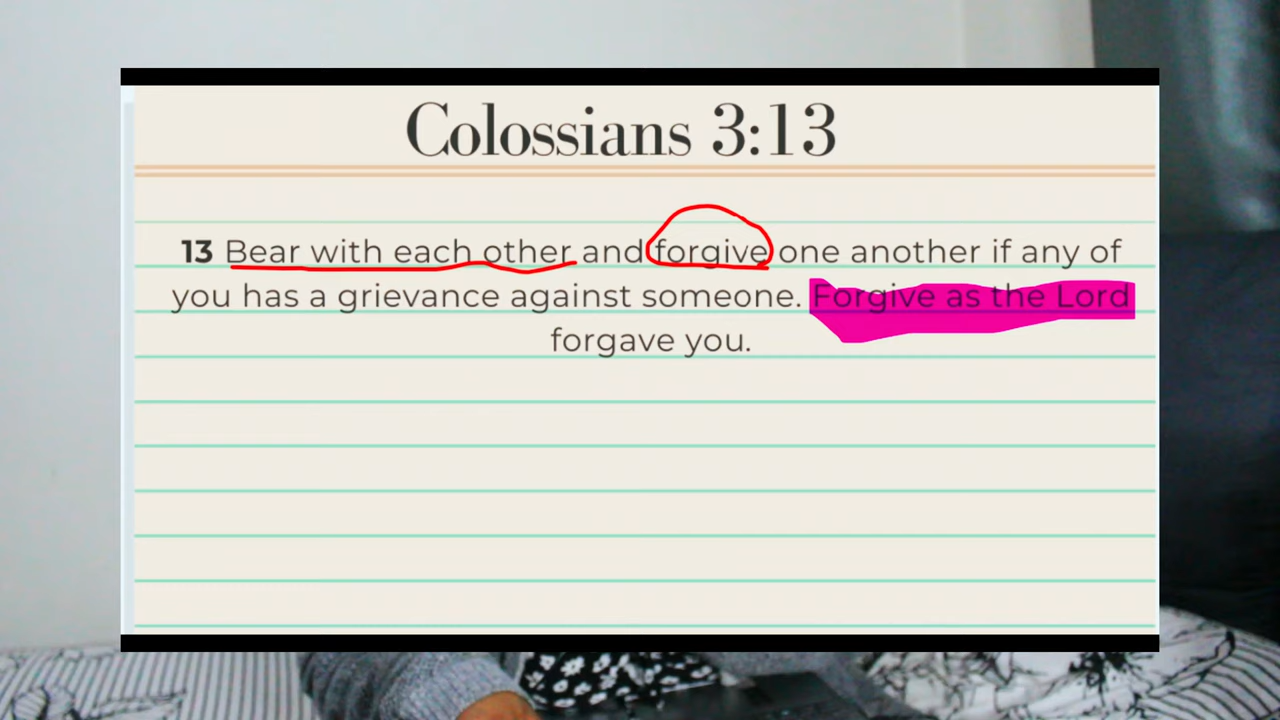 Colossians 3:13
13 Bear with each other and forgive one another if any of
you has a grievance against someone. Forgive as the Lord
forgave you.